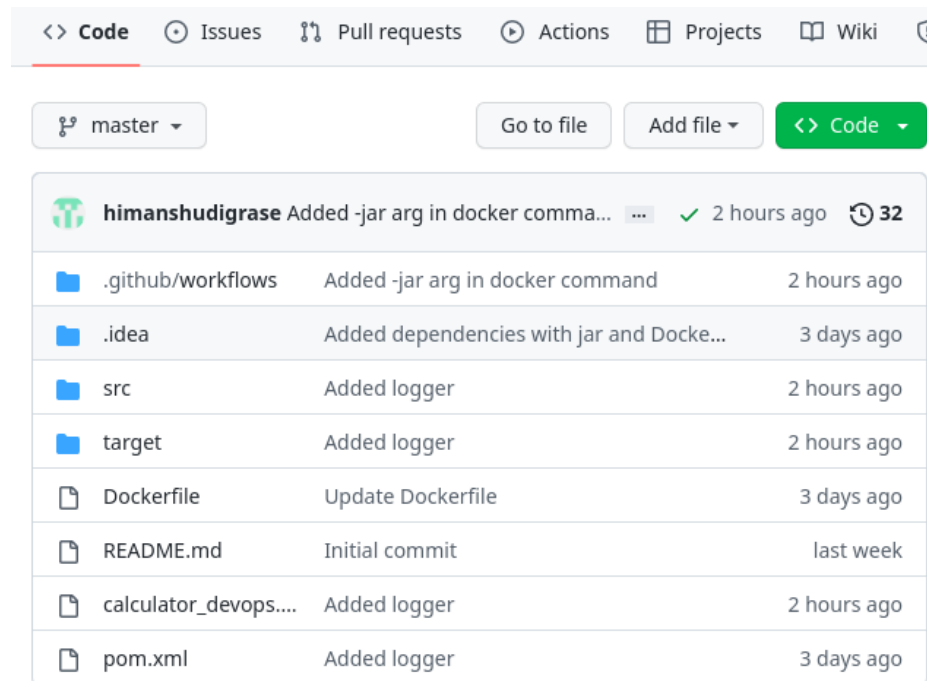 <> Code Issues Pull requests Actions Projects Wiki
master Go to file Add file <> Code
himanshudigrase Added -jar arg in docker comma... ... 2 hours ago 32
.github/workflows Added -jar arg in docker command 2 hours ago
.idea Added dependencies with jar and Docke... 3 days ago
src Added logger 2 hours ago
target Added logger 2 hours ago
Dockerfile Update Dockerfile 3 days ago
README.md Initial commit last week
calculator_devops.... Added logger 2 hours ago
pom.xml Added logger 3 days ago